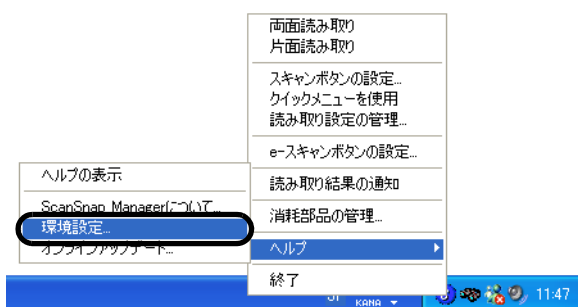 両面読み取り
片面読み取り
スキャンボタンの設定...
クイックメニューを使用
読み取り設定の管理...
e-スキャンボタンの設定...
読み取り結果の通知
消耗部品の管理...
ヘルプ
終了
ヘルプの表示
ScanSnap Managerについて...
環境設定...
オンラインアップデート...
KANA
11:47